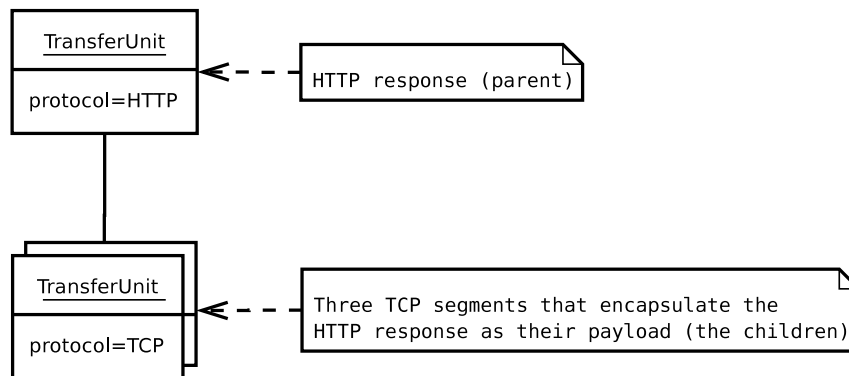 TransferUnit
protocol=HTTP
HTTP response (parent)
TransferUnit
protocol=TCP
Three TCP segments that encapsulate the
HTTP response as their payload (the children)